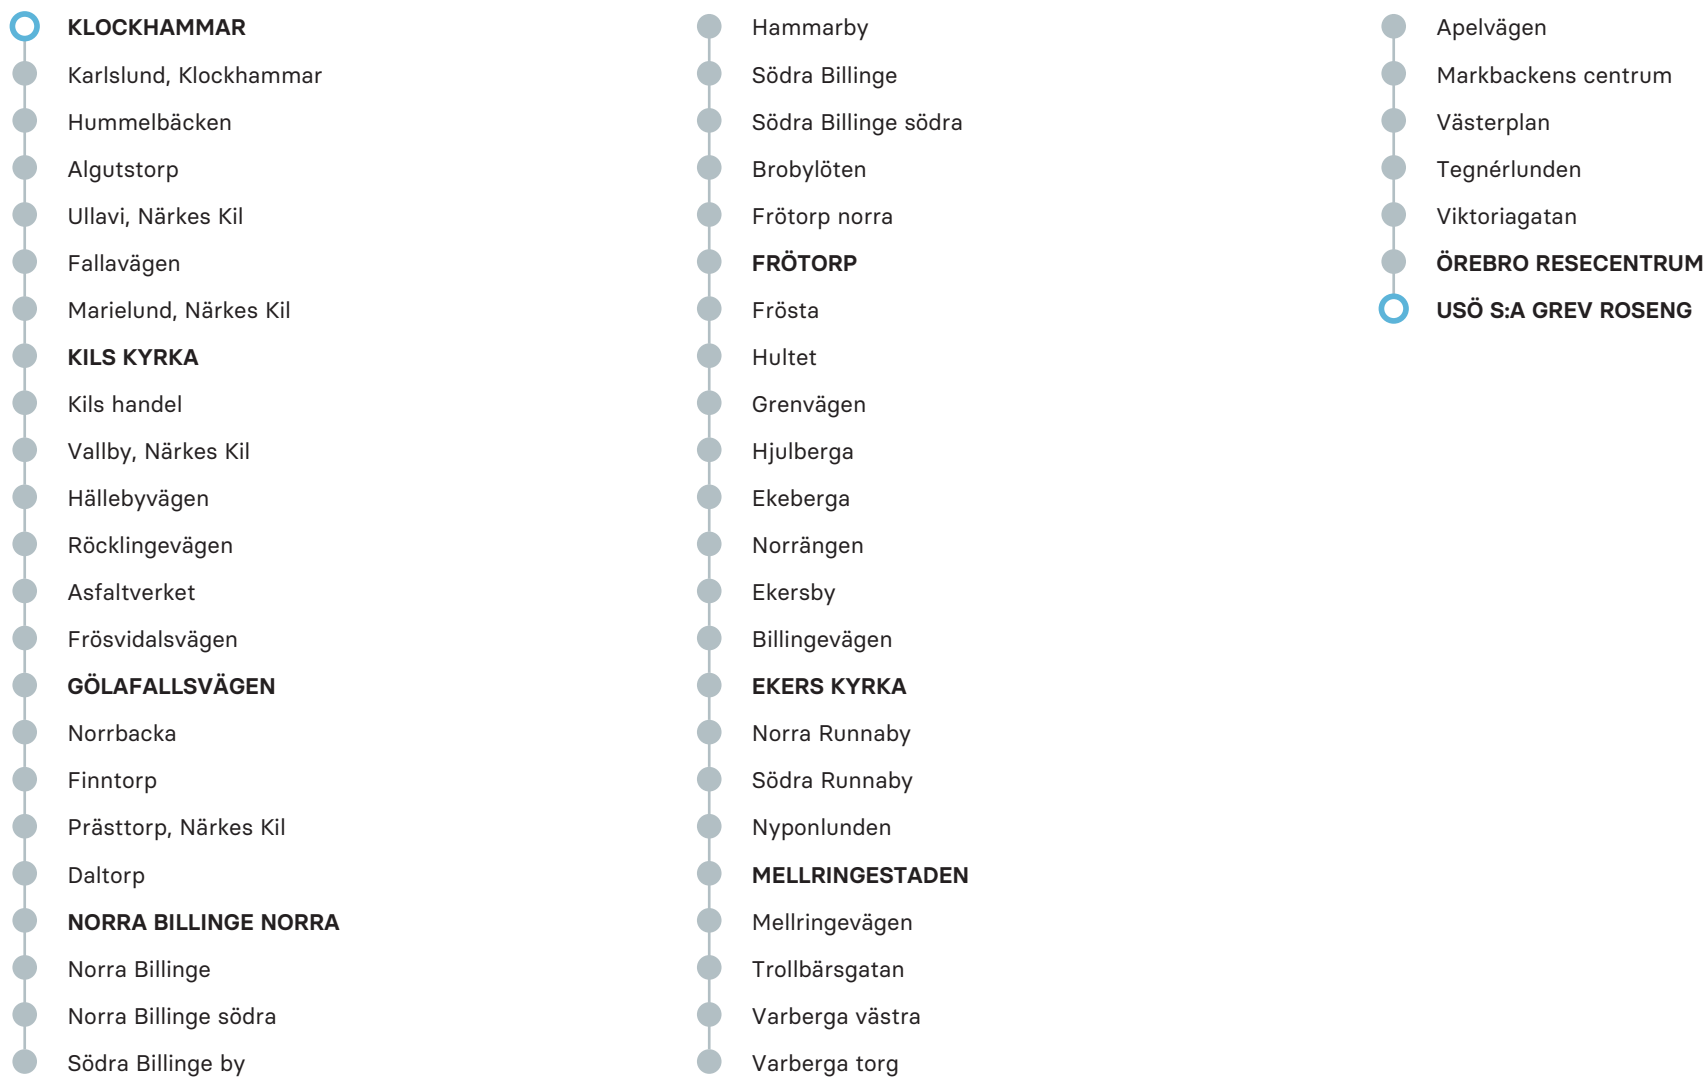 KLOCKHAMMAR
Karlslund, Klockhammar
Hummelbäcken
Algutstorp
Ullavi, Närkes Kil
Fallavägen
Marielund, Närkes Kil
KILS KYRKA
Kils handel
Vallby, Närkes Kil
Hällebyvägen
Röcklingevägen
Asfaltverket
Frösvidalsvägen
GÖLAFALLSVÄGEN
Norrbacka
Finntorp
Prästtorp, Närkes Kil
Daltorp
NORRA BILLINGE NORRA
Norra Billinge
Norra Billinge södra
Södra Billinge by
Hammarby
Södra Billinge
Södra Billinge södra
Brobylöten
Frötorp norra
FRÖTORP
Frösta
Hultet
Grenvägen
Hjulberga
Ekeberga
Norrängen
Ekersby
Billingevägen
EKERS KYRKA
Norra Runnaby
Södra Runnaby
Nyponlunden
MELLRINGESTADEN
Mellringevägen
Trollbärsgatan
Varberga västra
Varberga torg
Apelvägen
Markbackens centrum
Västerplan
Tegnérlunden
Viktoriagatan
ÖREBRO RESECENTRUM
USÖ S:A GREV ROSENG